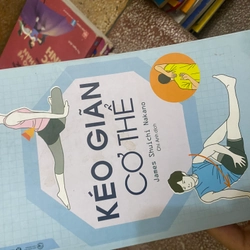 KÉO GIÃN
CƠ THỂ
James Shuichi Nakano